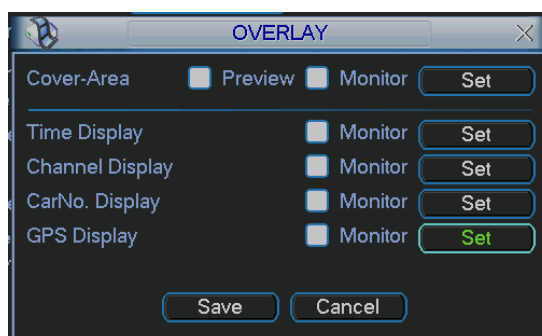 OVERLAY
Cover-Area Preview Monitor Set
Time Display Monitor Set
Channel Display Monitor Set
CarNo. Display Monitor Set
GPS Display Monitor Set
Save Cancel